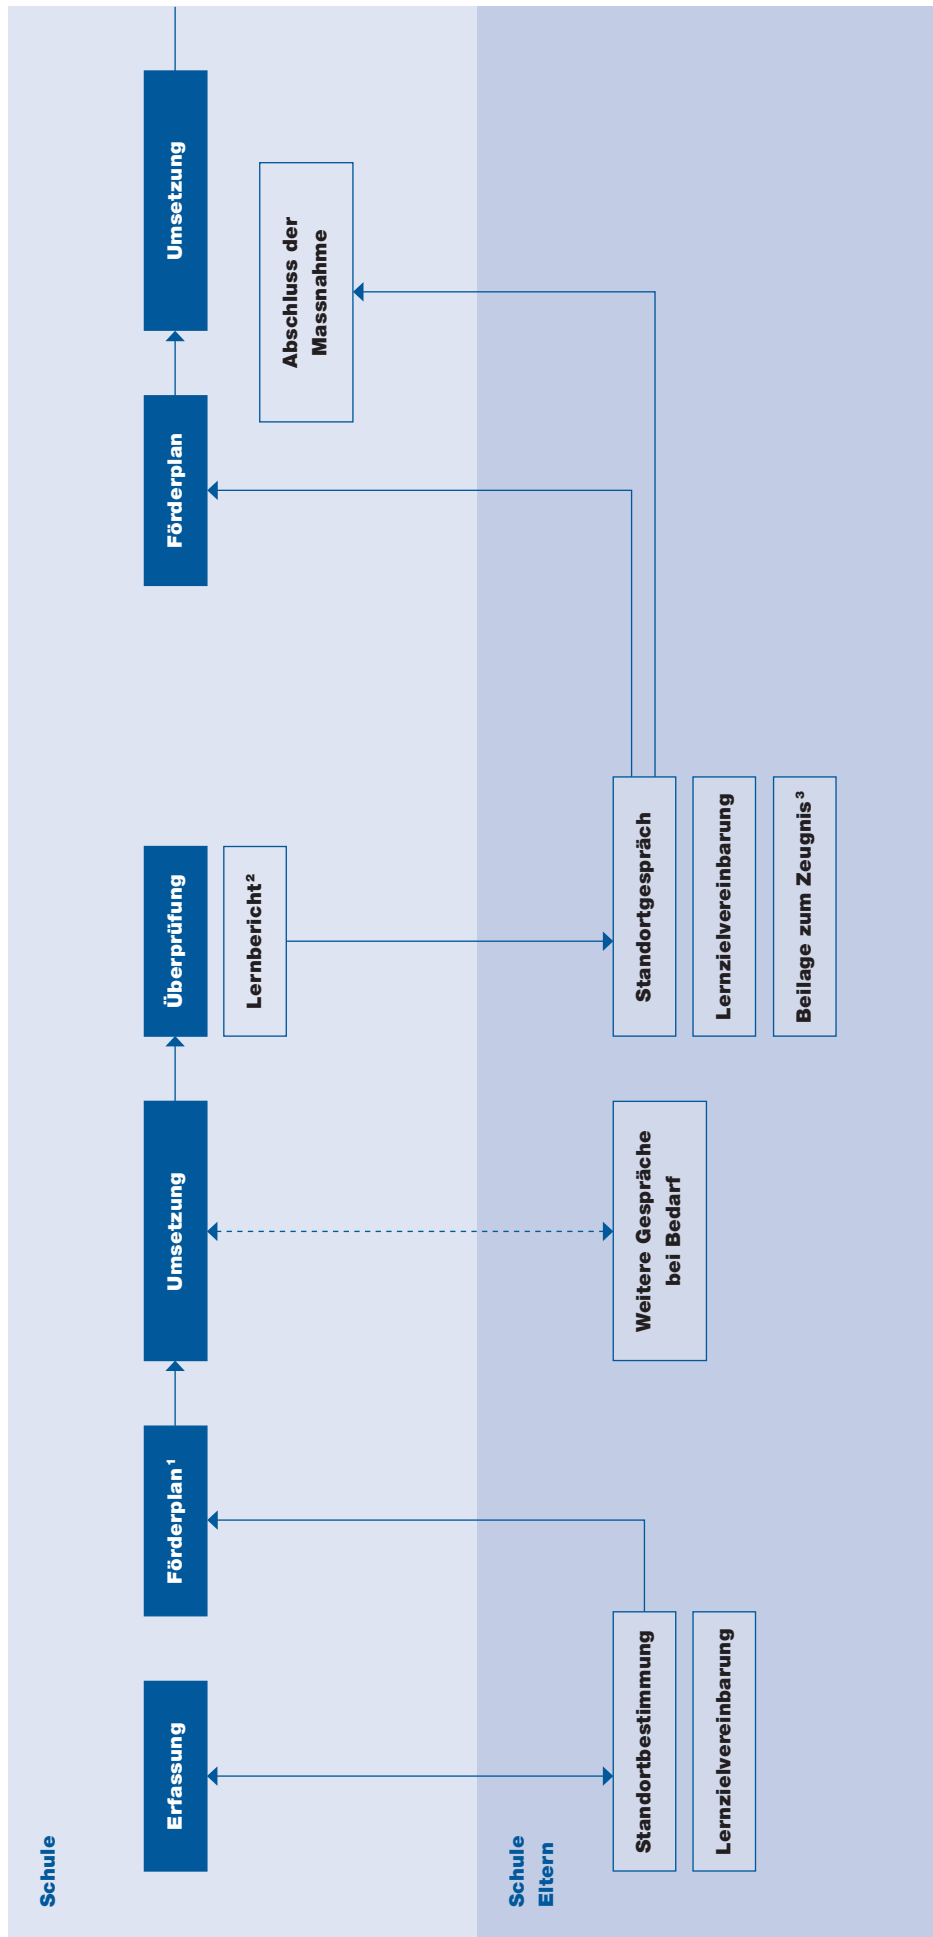 Schule
Erfassung
Förderplan¹
Umsetzung
Überprüfung
Lernbericht²
Förderplan
Umsetzung
Abschluss der
Massnahme
Schule
Eltern
Standortbestimmung
Lernzielvereinbarung
Weitere Gespräche
bei Bedarf
Standortgespräch
Lernzielvereinbarung
Beilage zum Zeugnis³